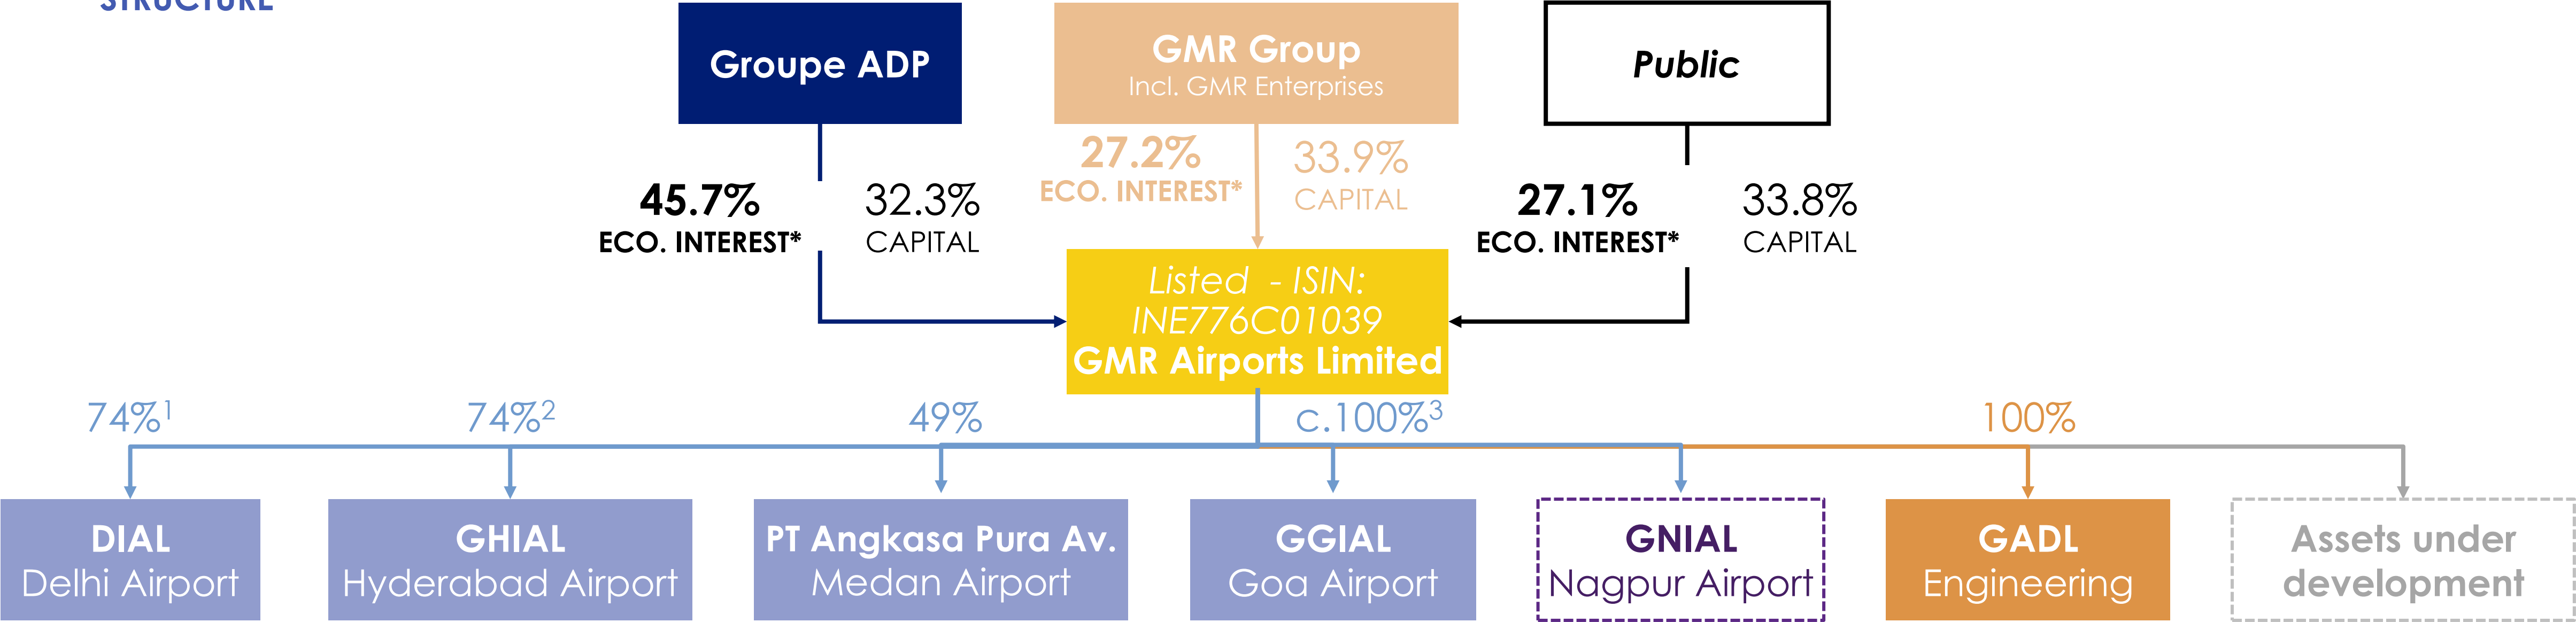 STRUCTURE
Groupe ADP
GMR Group
Incl. GMR Enterprises
Public
45.7%
ECO. INTEREST*
32.3%
CAPITAL
27.2%
ECO. INTEREST*
33.9%
CAPITAL
27.1%
ECO. INTEREST*
33.8%
CAPITAL
Listed - ISIN:
INE776C01039
GMR Airports Limited
74%1
74%2
49%
c.100%3
100%
DIAL
Delhi Airport
GHIAL
Hyderabad Airport
PT Angkasa Pura Av.
Medan Airport
GGIAL
Goa Airport
GNIAL
Nagpur Airport
GADL
Engineering
Assets under
development